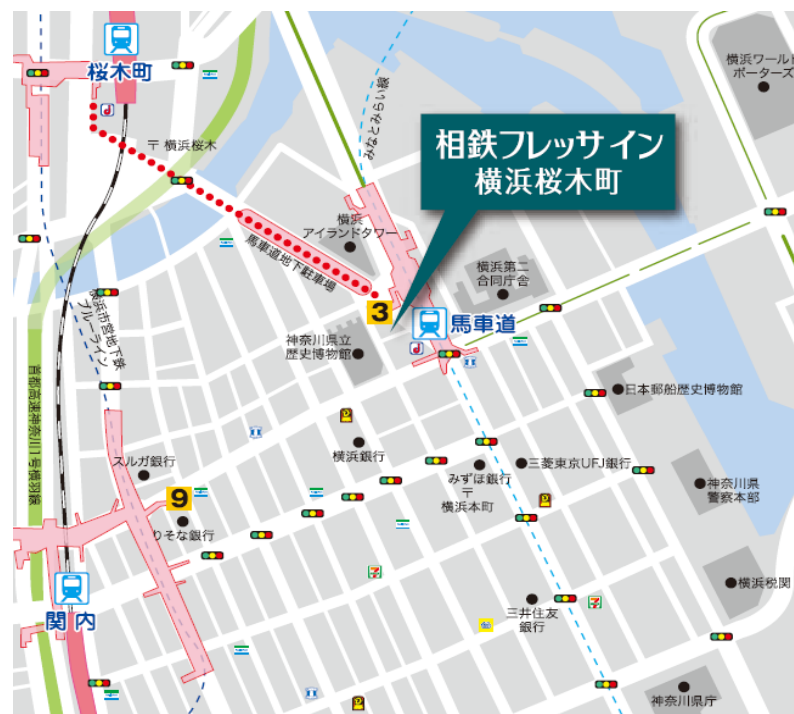 桜木町
〒横浜桜木
みなとみらい線
横浜ワールド
ポーターズ
相鉄フレッサイン
横浜桜木町
横浜
アイランドタワー
馬車道地下駐車場
横浜第二
合同庁舎
3
馬車道
神奈川県立
歴史博物館
横浜市営地下鉄
ブルーライン
首都高速神奈川1号横羽線
日本郵船歴史博物館
P
横浜銀行
スルガ銀行
9
りそな銀行
みずほ銀行
〒
横浜本町
三菱東京UFJ銀行
P
神奈川県
警察本部
関内
7
7
三井住友
銀行
横浜税関
P
神奈川県庁